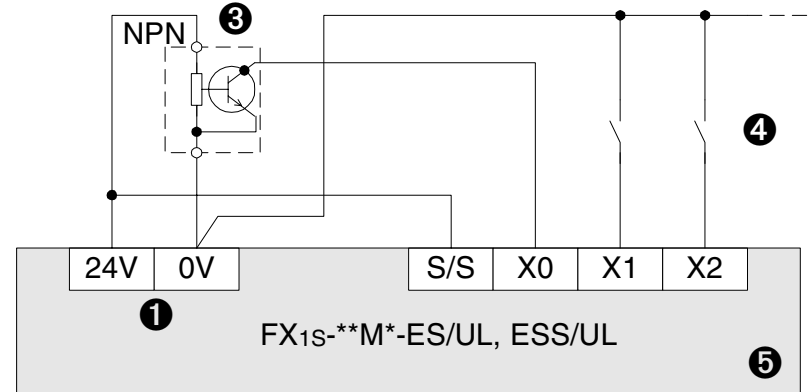 NPN ❸
❹
24V 0V S/S X0 X1 X2
❶
FX1S-**M*-ES/UL, ESS/UL
❺